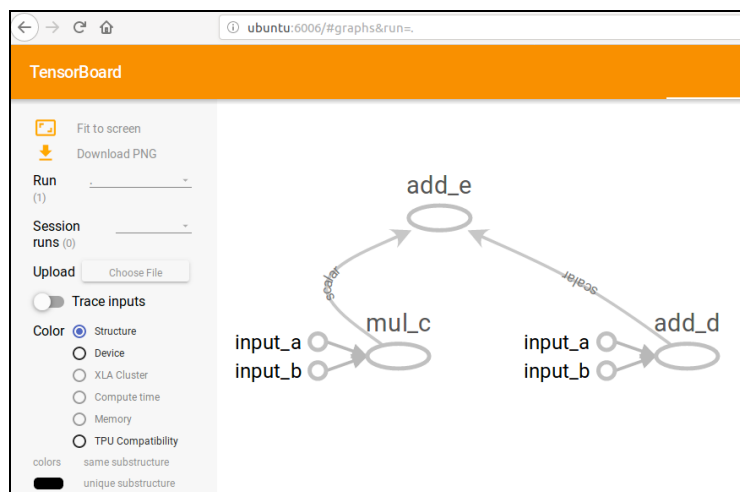 ubuntu:6006/#graphs&run=.
TensorBoard
Fit to screen
Download PNG
Run .
(1)
Session
runs (0)
Upload Choose File
Trace inputs
Color Structure
Device
XLA Cluster
Compute time
Memory
TPU Compatibility
colors same substructure
unique substructure
add_e
scalar
scalar
mul_c
input_a
input_b
add_d
input_a
input_b